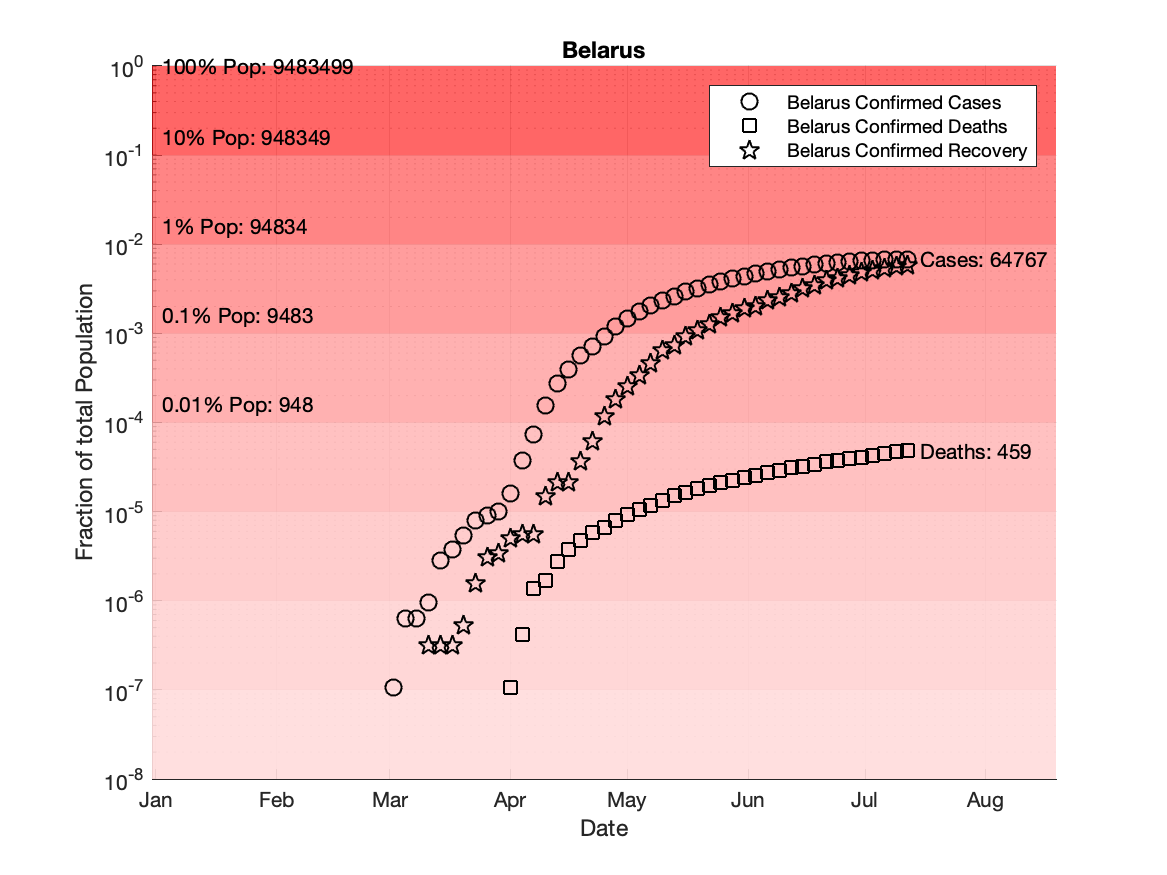 Belarus
10^0
100% Pop: 9483499
Belarus Confirmed Cases
Belarus Confirmed Deaths
Belarus Confirmed Recovery
10% Pop: 948349
10^-1
1% Pop: 94834
10^-2
Cases: 64767
0.1% Pop: 9483
10^-3
0.01% Pop: 948
10^-4
Deaths: 459
10^-5
10^-6
10^-7
10^-8
Fraction of total Population
Jan Feb Mar Apr May Jun Jul Aug
Date